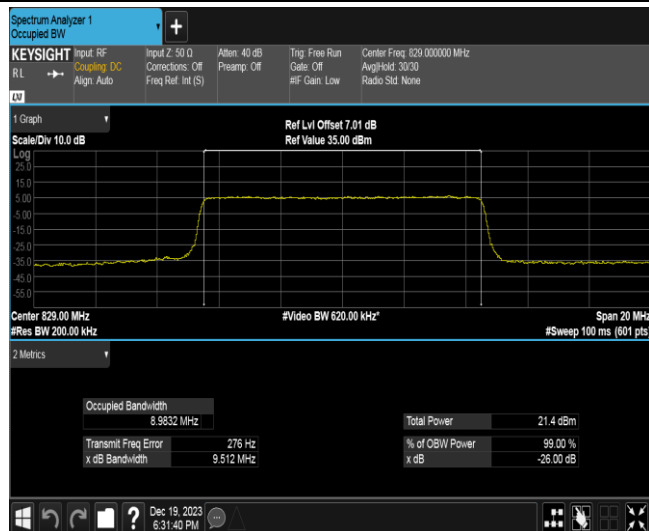 Spectrum Analyzer 1
Occupied BW
+
KEYSIGHT
RL
LXI
Input: RF
Coupling: DC
Align: Auto
Input Z: 50 Ω
Corrections: Off
Freq Ref: Int (S)
Atten: 40 dB
Preamp: Off
Trig: Free Run
Gate: Off
#IF Gain: Low
Center Freq: 829.000000 MHz
Avg|Hold: 30/30
Radio Std: None
1 Graph
Scale/Div 10.0 dB
Ref Lvl Offset 7.01 dB
Ref Value 35.00 dBm
Log
25.0
15.0
5.00
-5.00
-15.0
-25.0
-35.0
-45.0
-55.0
Center 829.00 MHz
#Res BW 200.00 kHz
#Video BW 620.00 kHz*
Span 20 MHz
#Sweep 100 ms (601 pts)
2 Metrics
Occupied Bandwidth
8.9832 MHz
Total Power 21.4 dBm
Transmit Freq Error 276 Hz
% of OBW Power 99.00 %
x dB Bandwidth 9.512 MHz
x dB -26.00 dB
?
Dec 19, 2023
6:31:40 PM